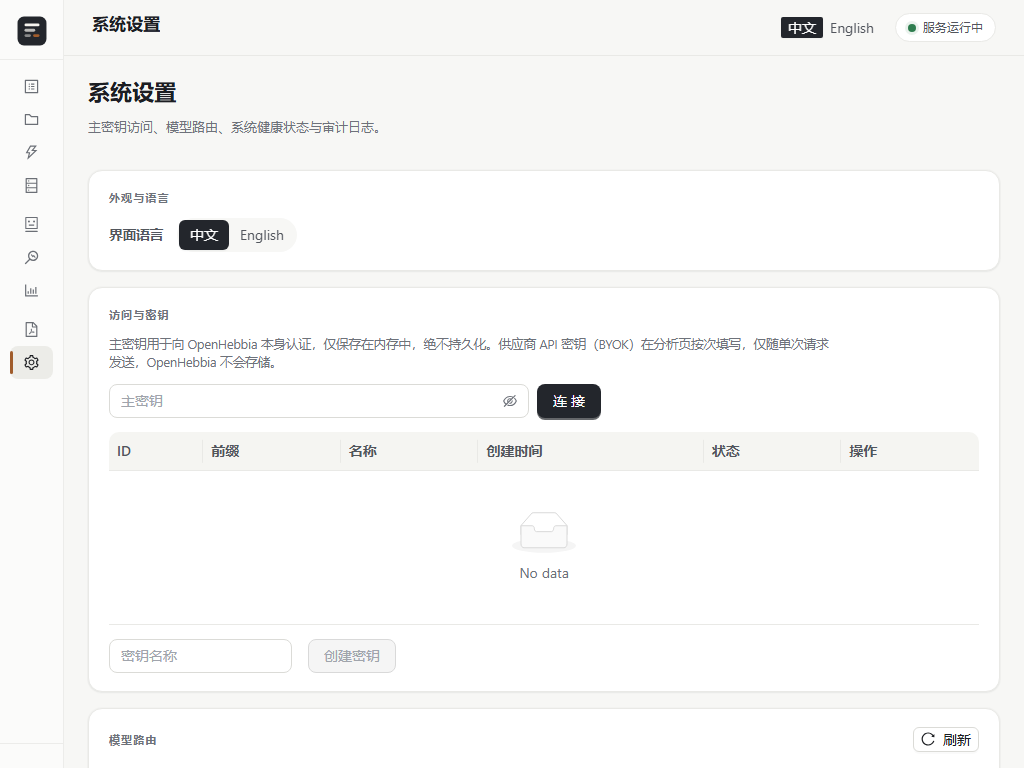 系统设置
中文 English 服务运行中
系统设置
主密钥访问、模型路由、系统健康状态与审计日志。
外观与语言
界面语言 中文 English
访问与密钥
主密钥用于向 OpenHebbia 本身认证，仅保存在内存中，绝不持久化。供应商 API 密钥（BYOK）在分析页按次填写，仅随单次请求
发送，OpenHebbia 不会存储。
主密钥 连 接
ID 前缀 名称 创建时间 状态 操作
No data
密钥名称 创建密钥
模型路由 刷新